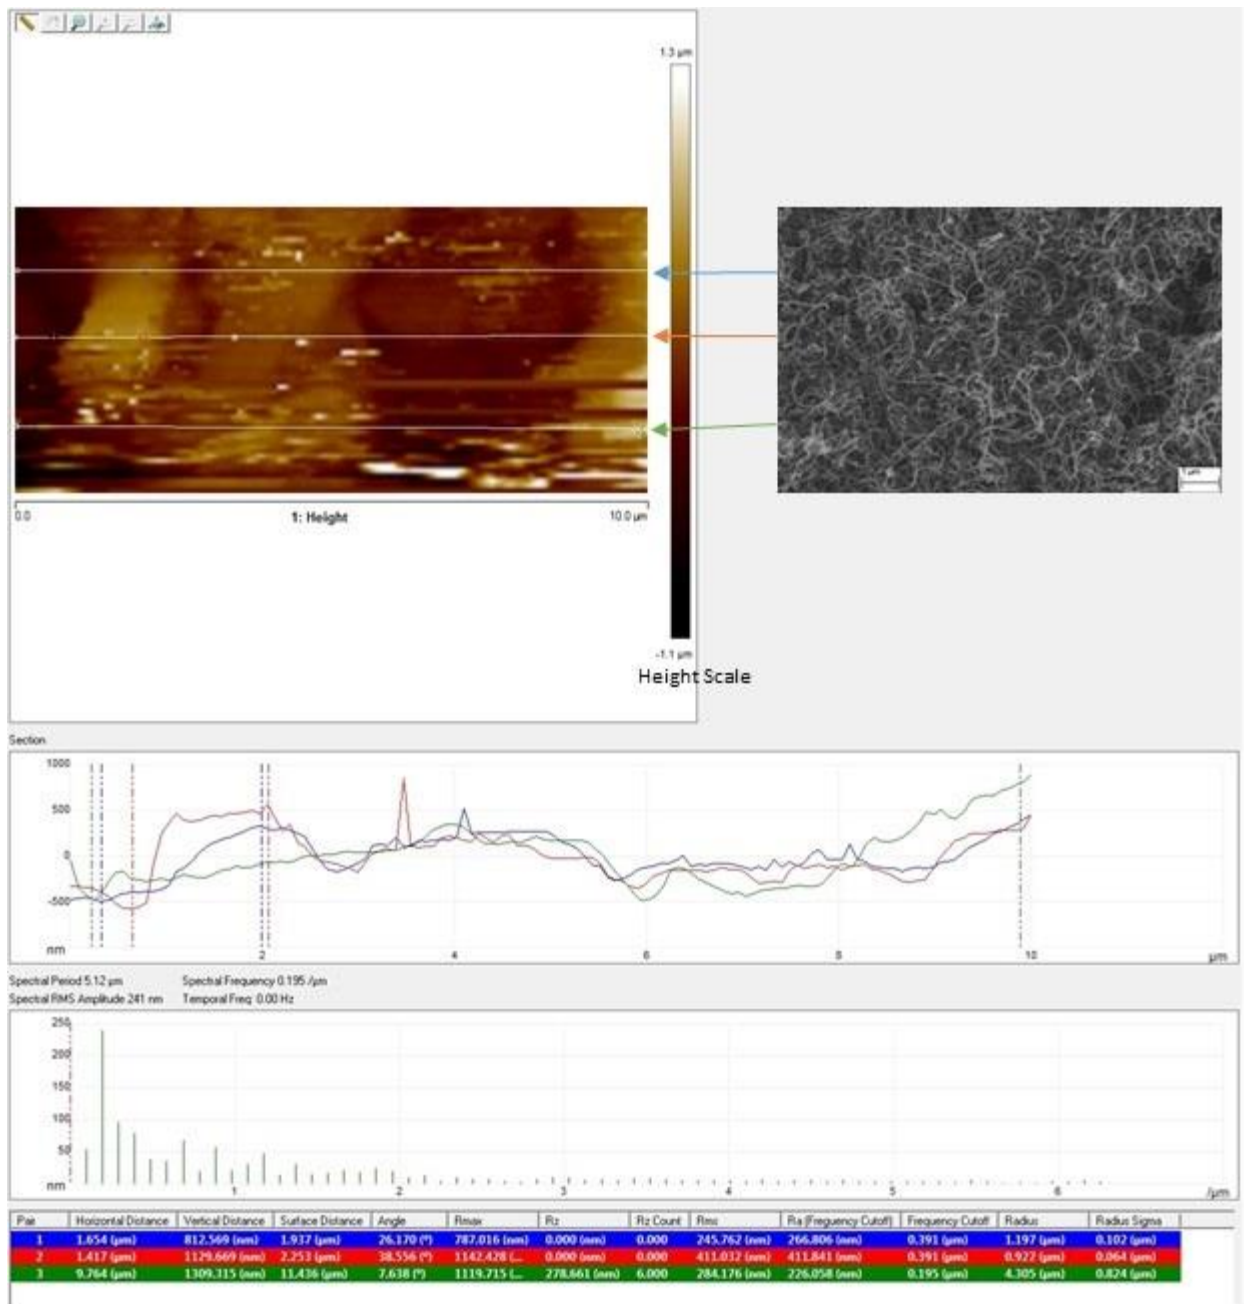 1.3 µm
1 µm
0.0 1: Height 10.0 µm
-1.1 µm
Height Scale
Section
1000
500
0
-500
nm 2 4 6 8 10 µm
Spectral Period 5.12 µm Spectral Frequency 0.195 /µm
Spectral RMS Amplitude 241 nm Temporal Freq 0.00 Hz
250
200
150
100
50
nm 1 2 3 4 5 6 /µm
Pair Horizontal Distance Vertical Distance Surface Distance Angle Rmax Rz Rz Count Rms Ra (Freguency Cutoff) Frequency Cutoff Radius Radius Sigma
1 1.654 (µm) 812.569 (nm) 1.937 (µm) 26.170 (°) 787.016 (nm) 0.000 (nm) 0.000 245.762 (nm) 266.806 (nm) 0.391 (µm) 1.197 (µm) 0.102 (µm)
2 1.417 (µm) 1129.669 (nm) 2.253 (µm) 38.556 (°) 1142.428 (... 0.000 (nm) 0.000 411.032 (nm) 411.841 (nm) 0.391 (µm) 0.922 (µm) 0.064 (µm)
3 9.764 (µm) 1309.315 (nm) 11.436 (µm) 7.638 (°) 1119.715 (... 278.661 (nm) 6.000 284.176 (nm) 226.058 (nm) 0.195 (µm) 4.305 (µm) 0.824 (µm)